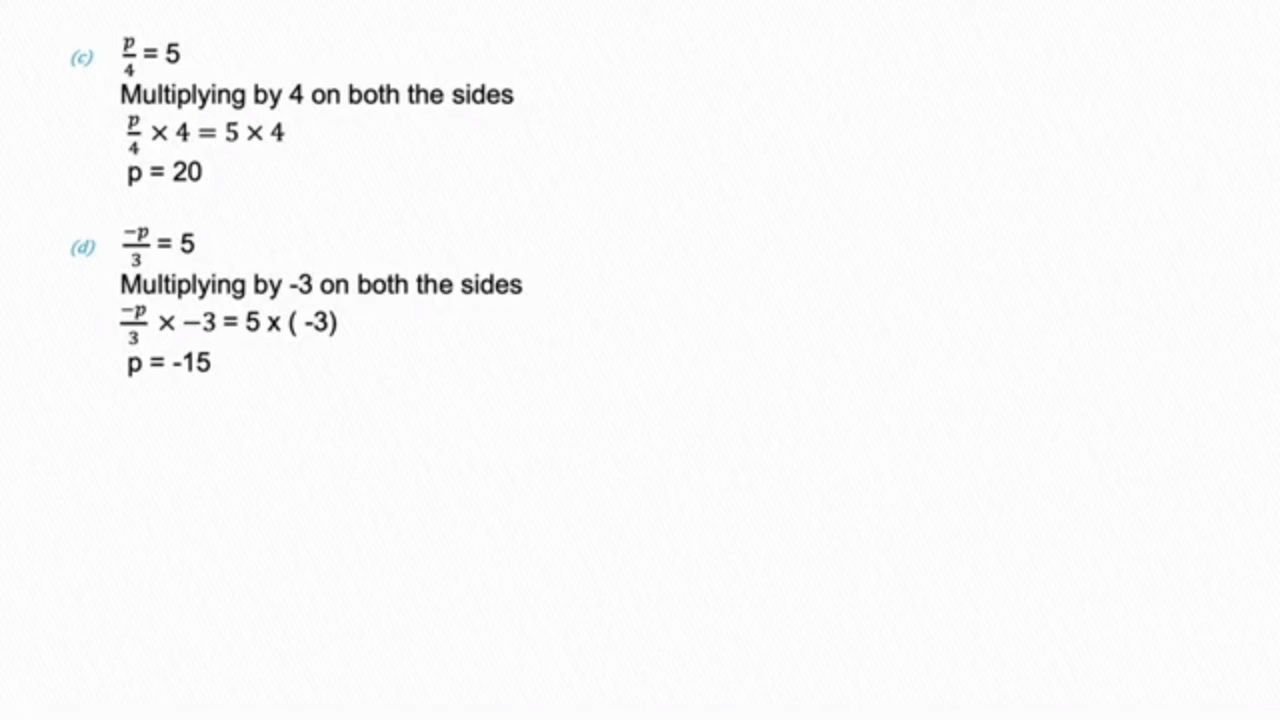 (c) p/4 = 5
Multiplying by 4 on both the sides
p/4 × 4 = 5 × 4
p = 20
(d) −p/3 = 5
Multiplying by -3 on both the sides
−p/3 × −3 = 5 x ( -3)
p = -15